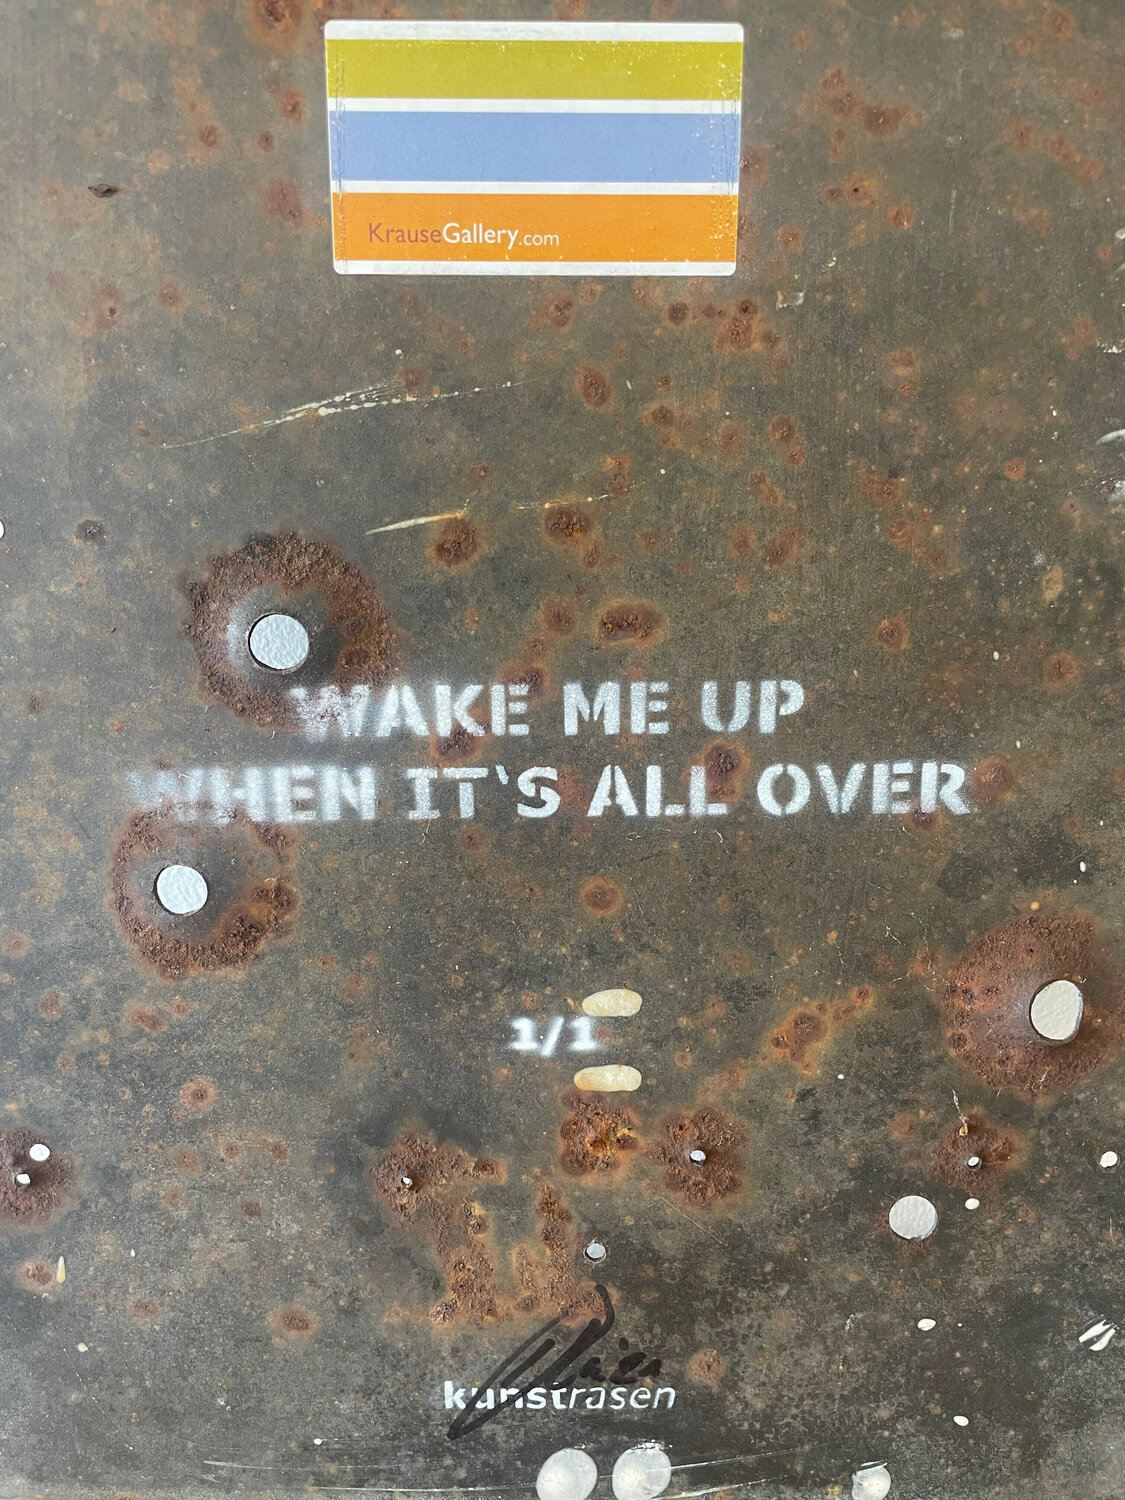 KrauseGallery.com
WAKE ME UP
WHEN IT'S ALL OVER
1/1
kunstrasen